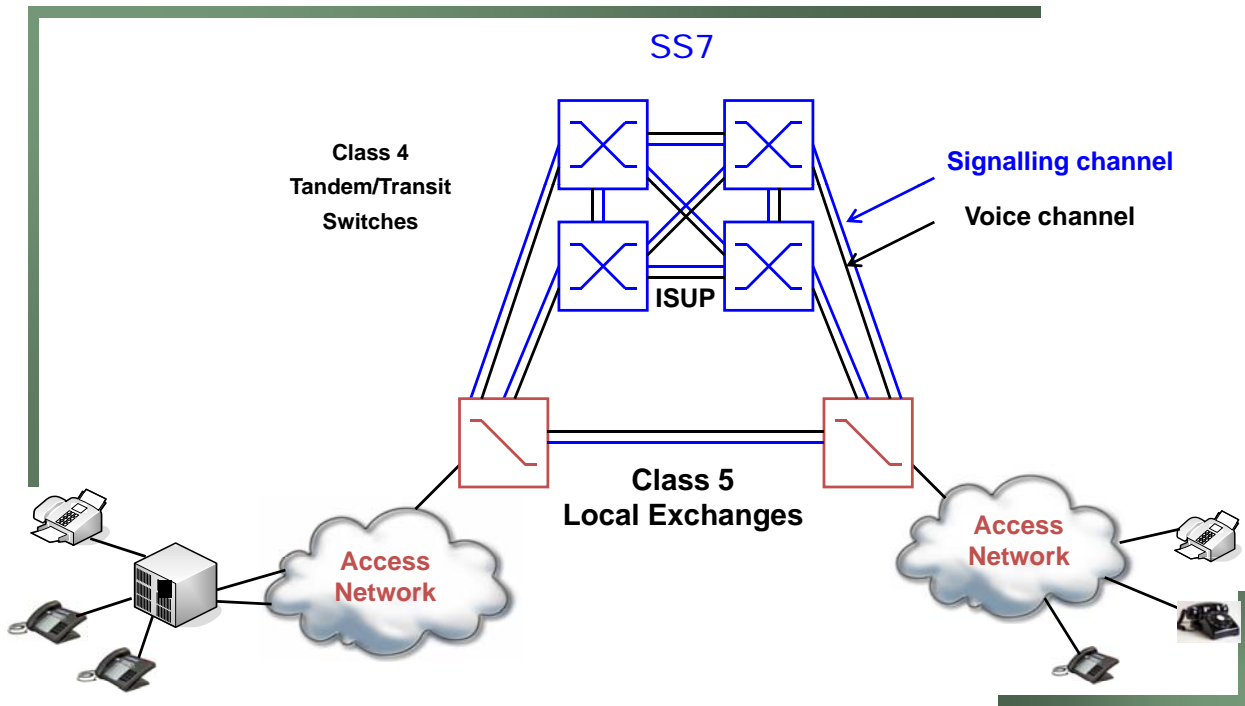 SS7
Class 4
Tandem/Transit
Switches
Signalling channel
Voice channel
ISUP
Class 5
Local Exchanges
Access
Network
Access
Network